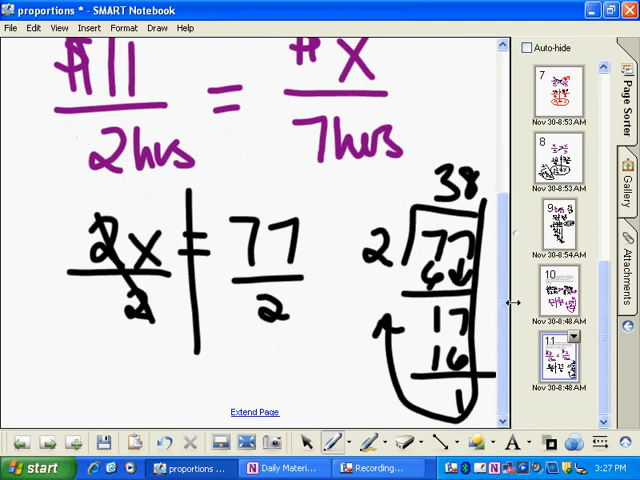 proportions * - SMART Notebook
File Edit View Insert Format Draw Help
Auto-hide
$11 = $x
2hrs 7hrs
2x = 77
2 2
38
2 77
6
17
16
1
Extend Page
7
Nov 30-8:53 AM
8
Nov 30-8:53 AM
9
Nov 30-8:54 AM
10
Nov 30-8:48 AM
11
Nov 30-8:48 AM
Page Sorter
Gallery
Attachments
start
proportions ...
Daily Materi...
Recording...
3:27 PM